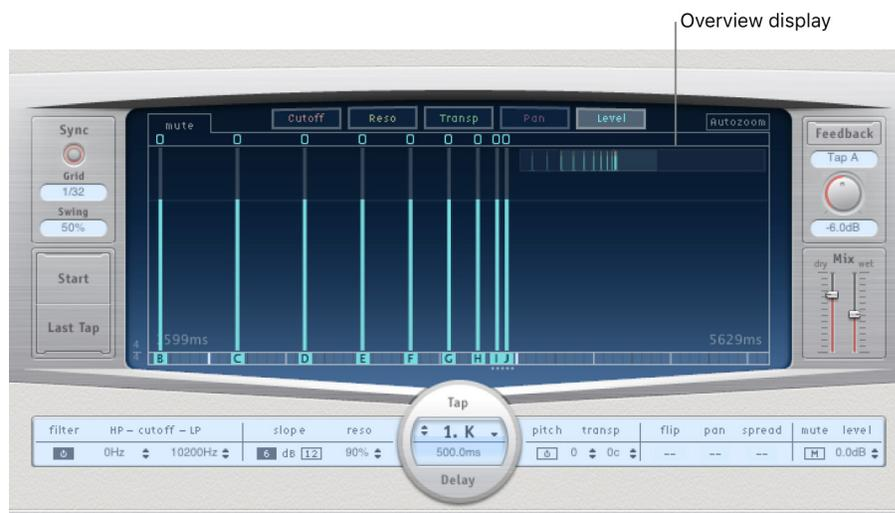 Overview display
mute
Cutoff Reso Transp Pan Level
Autozoom
Sync
Grid
1/32
Swing
50%
Start
Last Tap
4
4
599ms
5629ms
B C D E F G H I J
Feedback
Tap A
-6.0dB
Mix
dry wet
Tap
1. K
500.0ms
Delay
filter HP – cutoff – LP slope reso
0Hz 10200Hz 6 dB 12 90%
pitch transp flip pan spread mute level
0 0c -- -- -- M 0.0dB